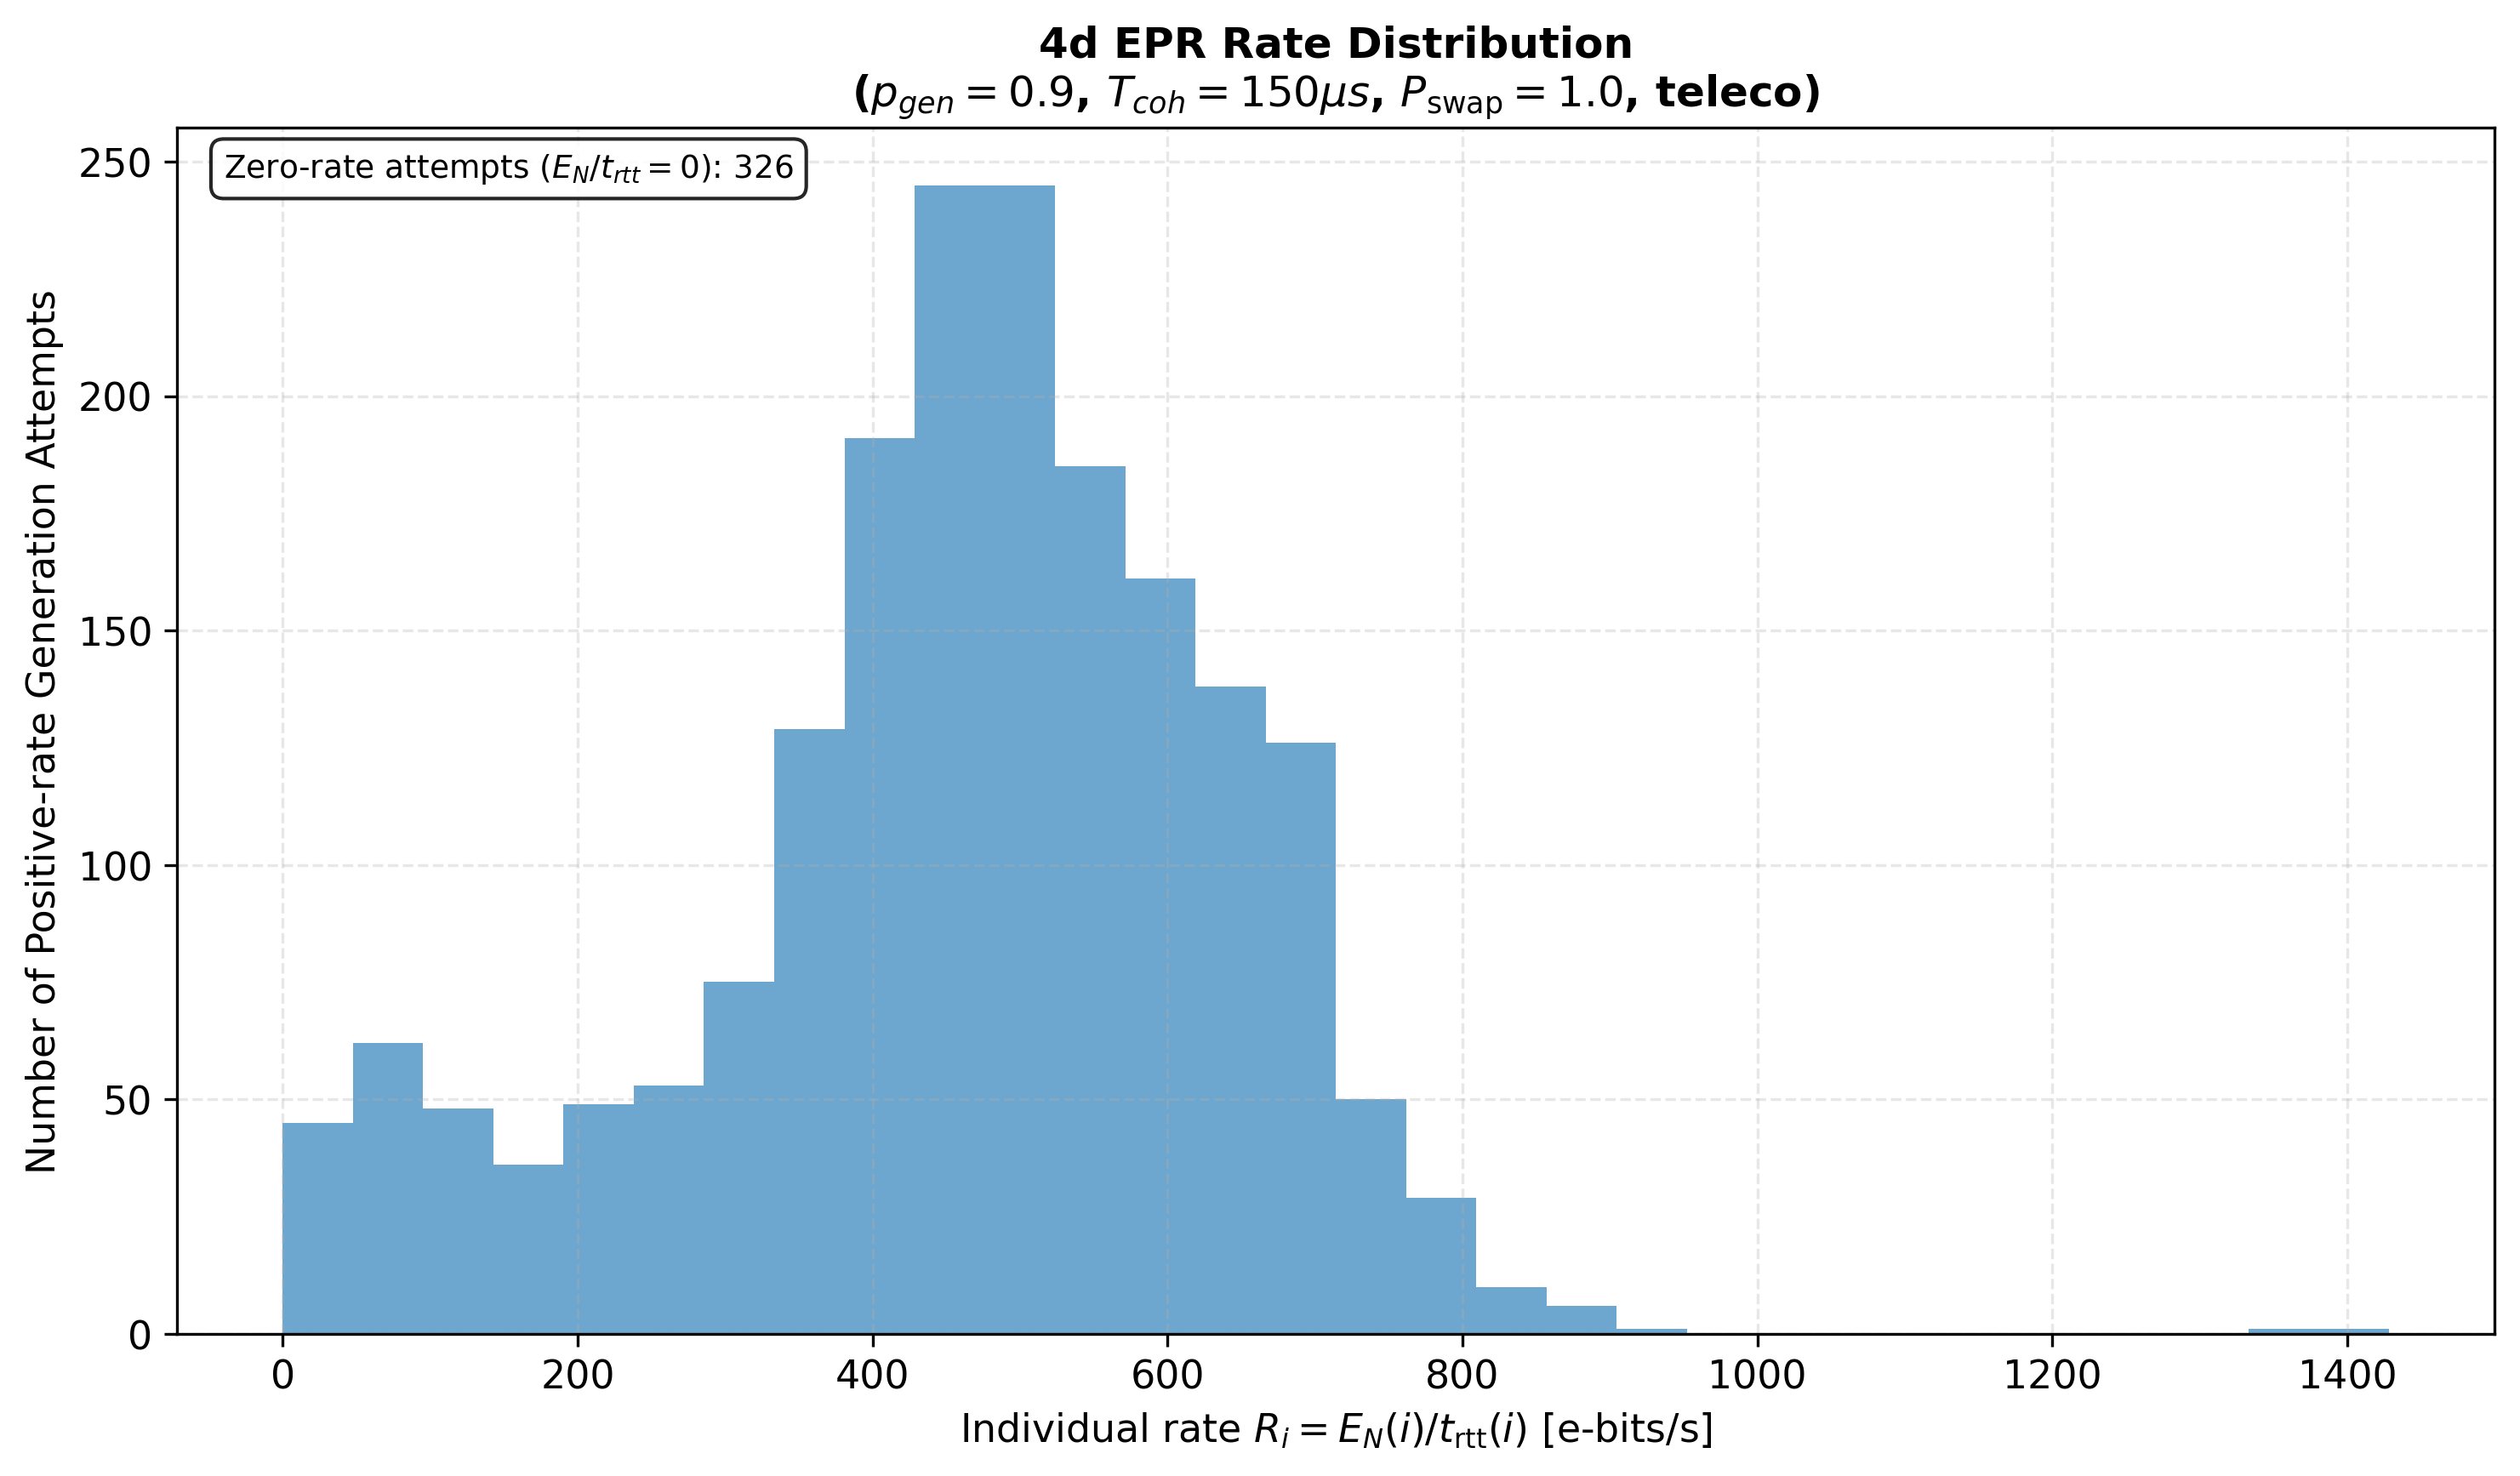 4d EPR Rate Distribution
(p_gen = 0.9, T_coh = 150μs, P_swap = 1.0, teleco)
Zero-rate attempts (E_N/t_rtt = 0): 326
Number of Positive-rate Generation Attempts
250
200
150
100
50
0
0 200 400 600 800 1000 1200 1400
Individual rate R_i = E_N(i)/t_rtt(i) [e-bits/s]